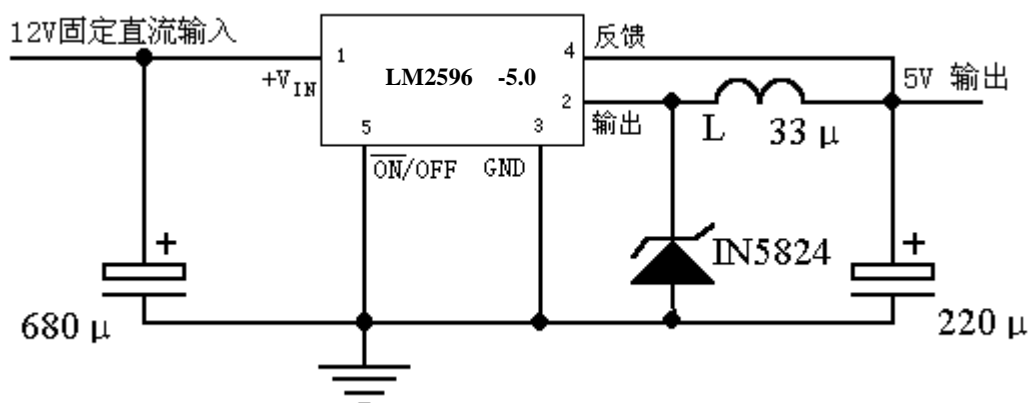 12V固定直流输入
+VIN
1
LM2596 -5.0
4
反馈
2
输出
5V 输出
L
33 μ
5
3
ON/OFF
GND
+
680 μ
IN5824
+
220 μ